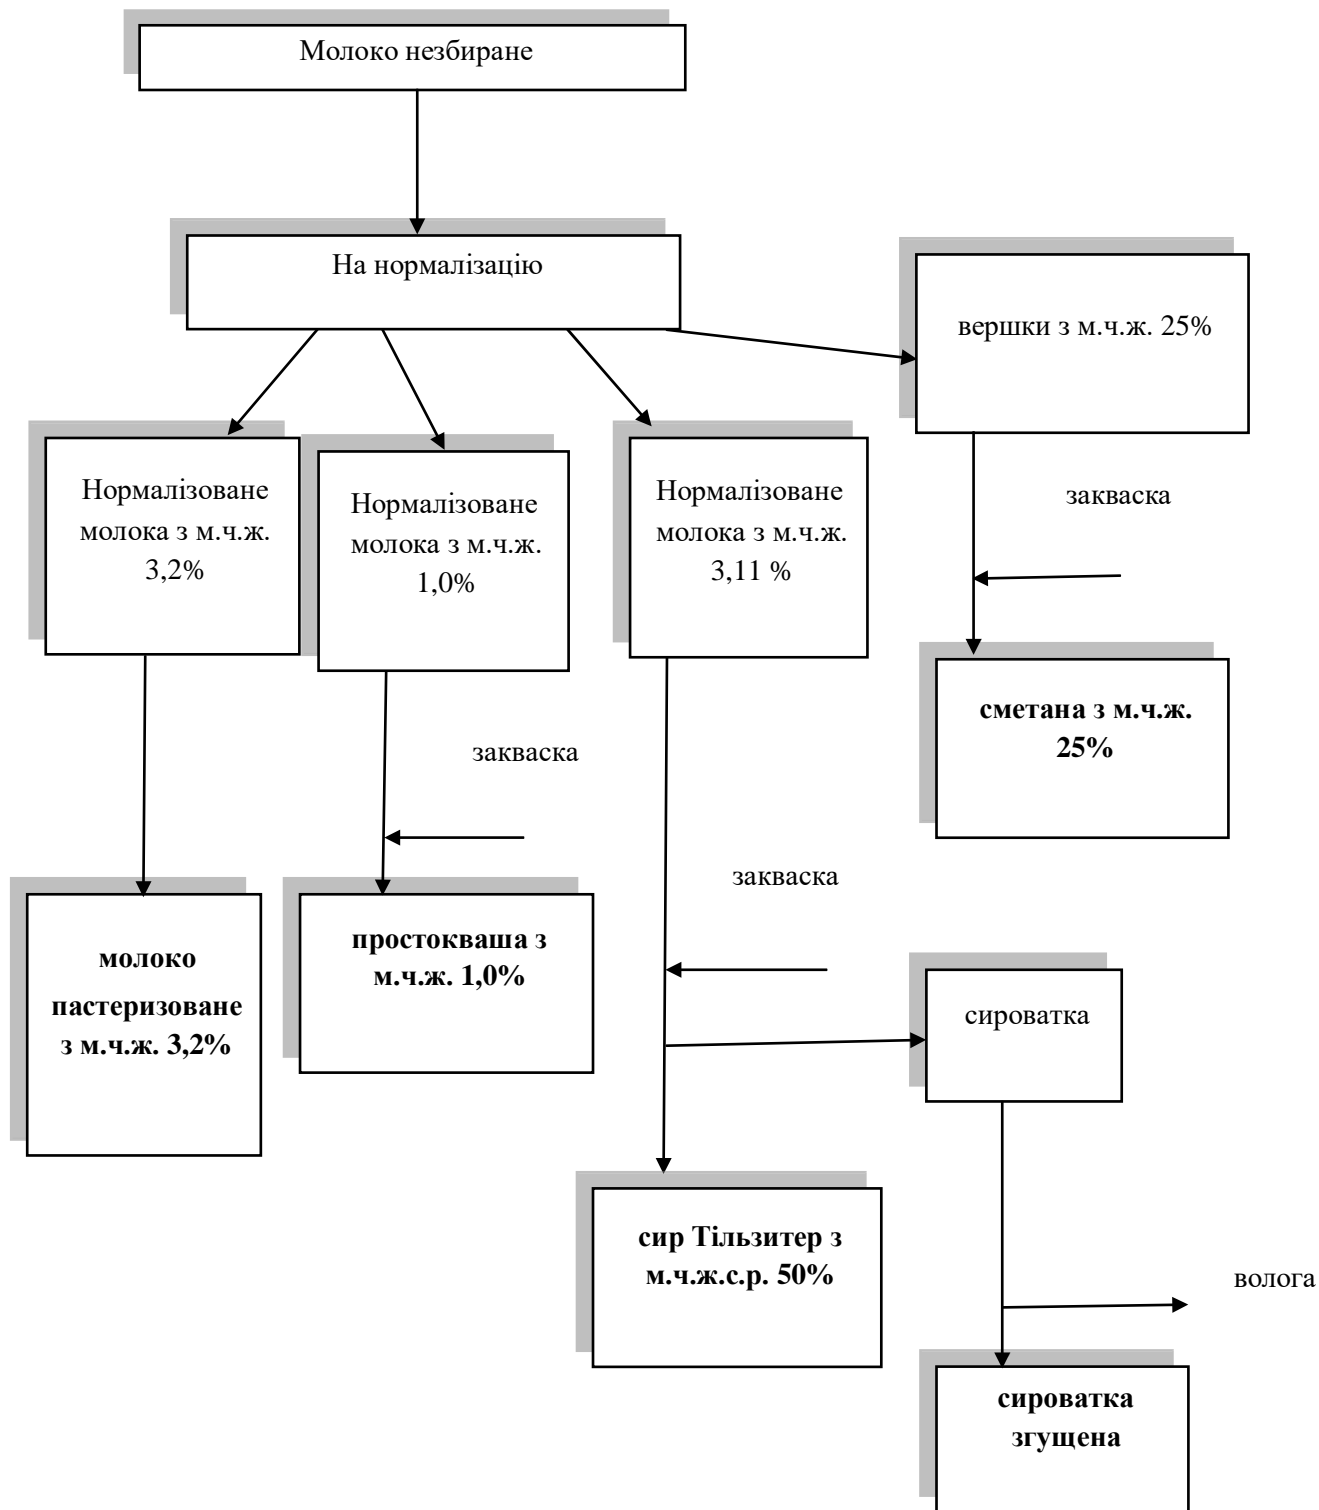 Молоко незбиране
На нормалізацію
вершки з м.ч.ж. 25%
Нормалізоване
молока з м.ч.ж.
3,2%
Нормалізоване
молока з м.ч.ж.
1,0%
Нормалізоване
молока з м.ч.ж.
3,11 %
закваска
сметана з м.ч.ж.
25%
закваска
закваска
молоко
пастеризоване
з м.ч.ж. 3,2%
простокваша з
м.ч.ж. 1,0%
сироватка
сир Тільзитер з
м.ч.ж.с.р. 50%
волога
сироватка
згущена